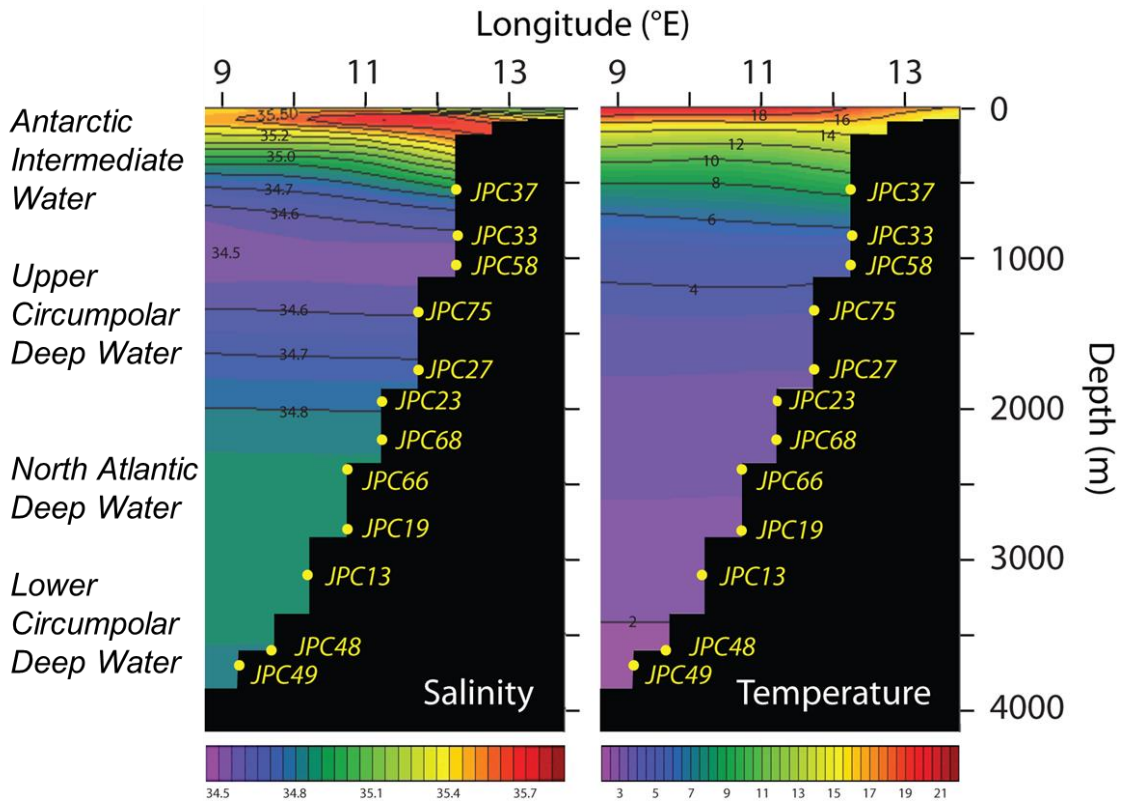 Longitude (°E)
9 11 13
9 11 13
Antarctic
Intermediate
Water
Upper
Circumpolar
Deep Water
North Atlantic
Deep Water
Lower
Circumpolar
Deep Water
35.50
35.2
35.0
34.7
34.6
34.5
34.6
34.7
34.8
JPC37
JPC33
JPC58
JPC75
JPC27
JPC23
JPC68
JPC66
JPC19
JPC13
JPC48
JPC49
Salinity
18
16
14
12
10
8
6
4
2
JPC37
JPC33
JPC58
JPC75
JPC27
JPC23
JPC68
JPC66
JPC19
JPC13
JPC48
JPC49
Temperature
0
1000
2000
3000
4000
Depth (m)
34.5 34.8 35.1 35.4 35.7
3 5 7 9 11 13 15 17 19 21